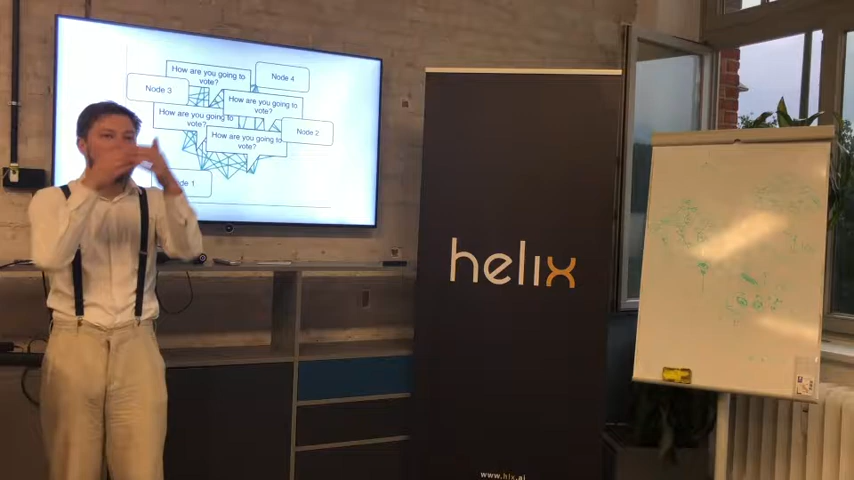 How are you going to
vote?
Node 4
Node 3
How are you going to
vote?
How are you going to
vote?
Node 2
How are you going to
vote?
de 1
helix
www.hlx.ai